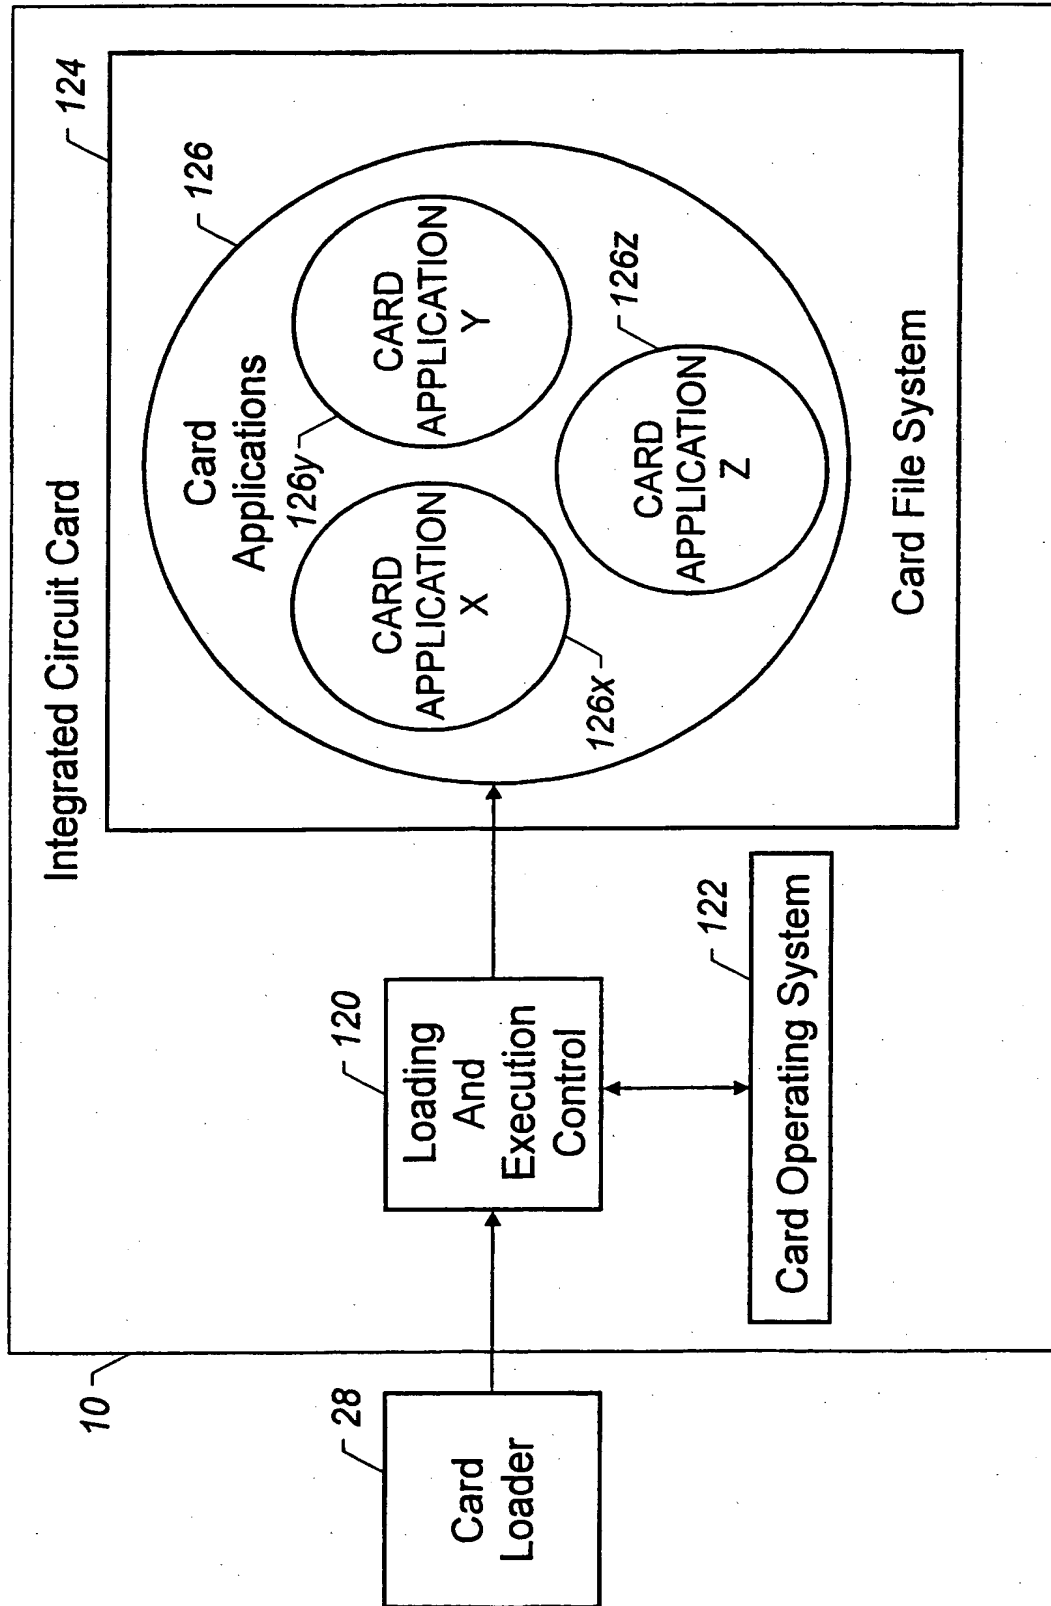 Integrated Circuit Card
10
124
126
Card
Applications
126y
CARD
APPLICATION
X
CARD
APPLICATION
Y
126x
126z
CARD
APPLICATION
Z
Card File System
28
Card
Loader
120
Loading
And
Execution
Control
122
Card Operating System